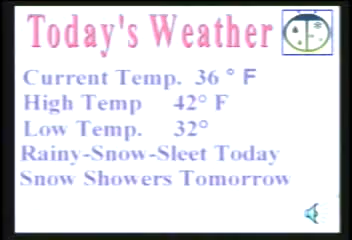 Today's Weather
Current Temp. 36 ° F
High Temp 42° F
Low Temp. 32°
Rainy-Snow-Sleet Today
Snow Showers Tomorrow